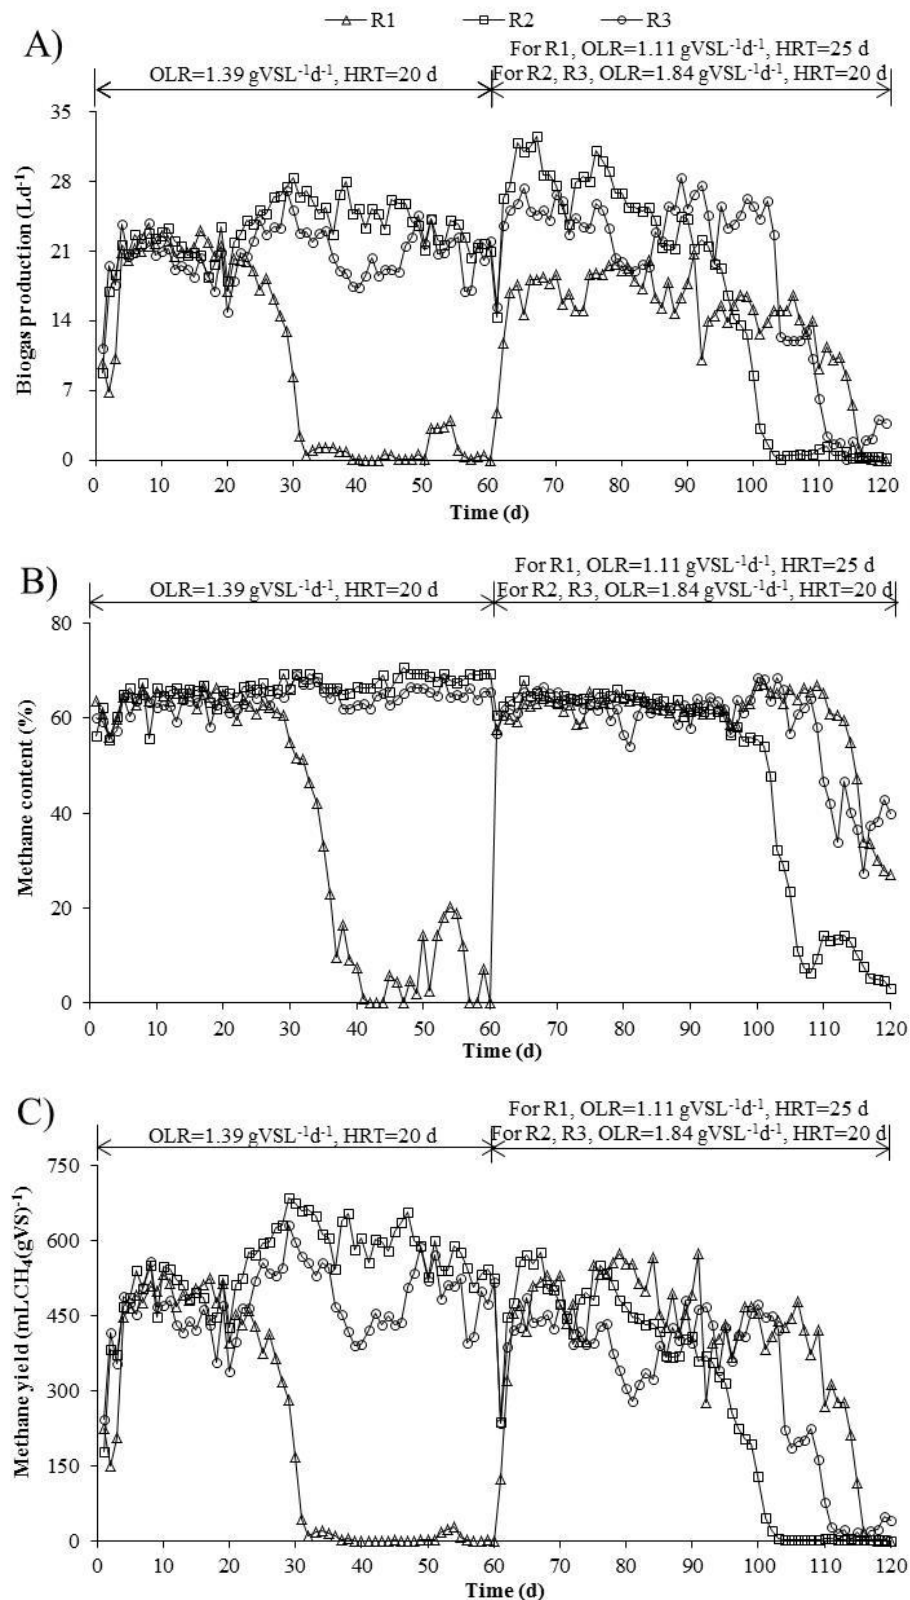 R1 R2 R3
A)
For R1, OLR=1.11 gVSL⁻¹d⁻¹, HRT=25 d
OLR=1.39 gVSL⁻¹d⁻¹, HRT=20 d
For R2, R3, OLR=1.84 gVSL⁻¹d⁻¹, HRT=20 d
Biogas production (Ld⁻¹)
35
28
21
14
7
0
0 10 20 30 40 50 60 70 80 90 100 110 120
Time (d)
B)
For R1, OLR=1.11 gVSL⁻¹d⁻¹, HRT=25 d
OLR=1.39 gVSL⁻¹d⁻¹, HRT=20 d
For R2, R3, OLR=1.84 gVSL⁻¹d⁻¹, HRT=20 d
Methane content (%)
80
60
40
20
0
0 10 20 30 40 50 60 70 80 90 100 110 120
Time (d)
C)
For R1, OLR=1.11 gVSL⁻¹d⁻¹, HRT=25 d
OLR=1.39 gVSL⁻¹d⁻¹, HRT=20 d
For R2, R3, OLR=1.84 gVSL⁻¹d⁻¹, HRT=20 d
Methane yield (mLCH₄(gVS)⁻¹)
750
600
450
300
150
0
0 10 20 30 40 50 60 70 80 90 100 110 120
Time (d)